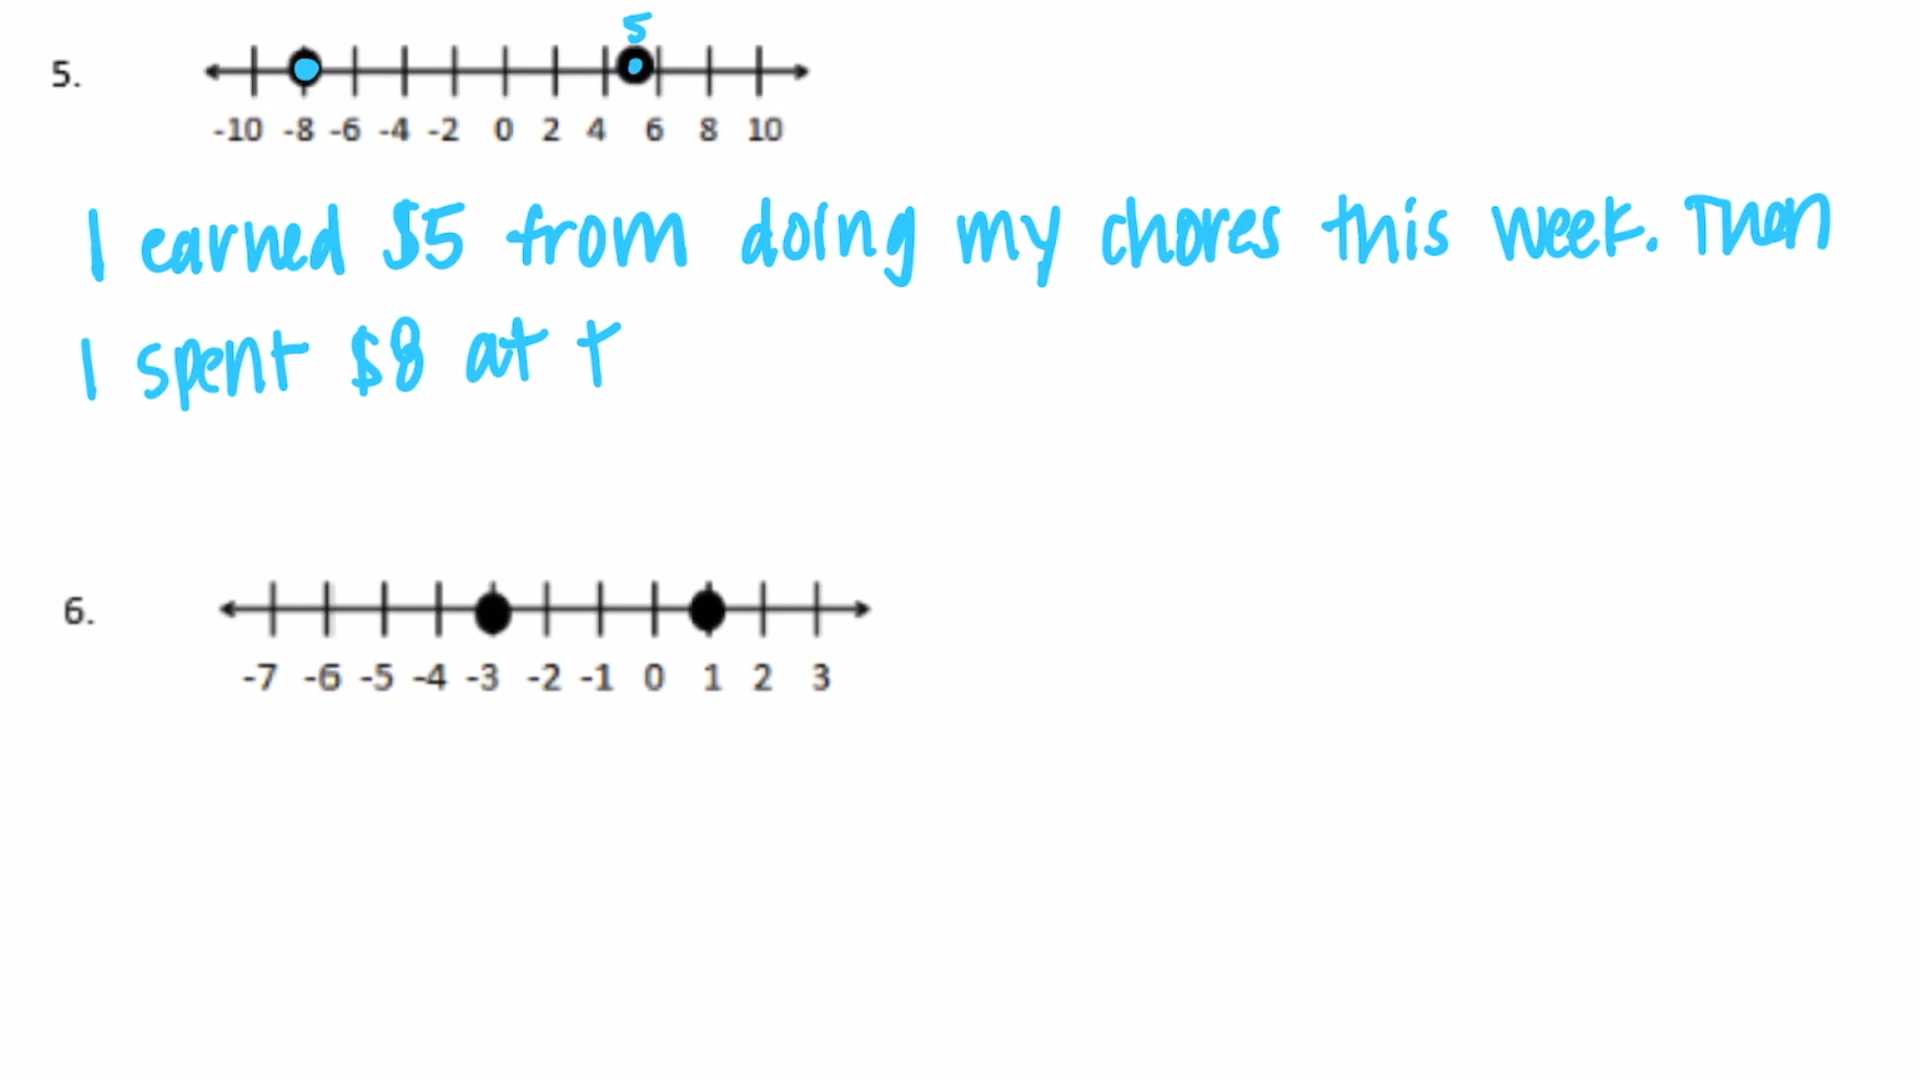 5
5.
-10 -8 -6 -4 -2 0 2 4 6 8 10
I earned $5 from doing my chores this week. Then
I spent $8 at t
6.
-7 -6 -5 -4 -3 -2 -1 0 1 2 3